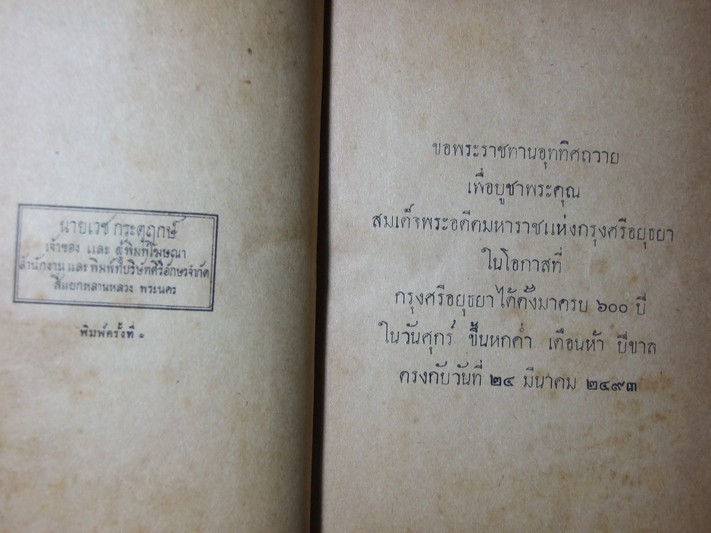 นายเวช กระตุฤกษ์
เจ้าของ และ ผู้พิมพ์โฆษณา
สำนักงาน และ พิมพ์ที่บริษัทศิริอักษรจำกัด
สี่แยกหลานหลวง พระนคร
พิมพ์ครั้งที่ ๑
ขอพระราชทานอุททิศถวาย
เพื่อบูชาพระคุณ
สมเด็จพระอดีตมหาราชแห่งกรุงศรีอยุธยา
ในโอกาสที่
กรุงศรีอยุธยาได้ตั้งมาครบ ๖๐๐ ปี
ในวันศุกร์ ขึ้นหกค่ำ เดือนห้า ปีขาล
ตรงกับวันที่ ๒๔ มีนาคม ๒๔๙๓